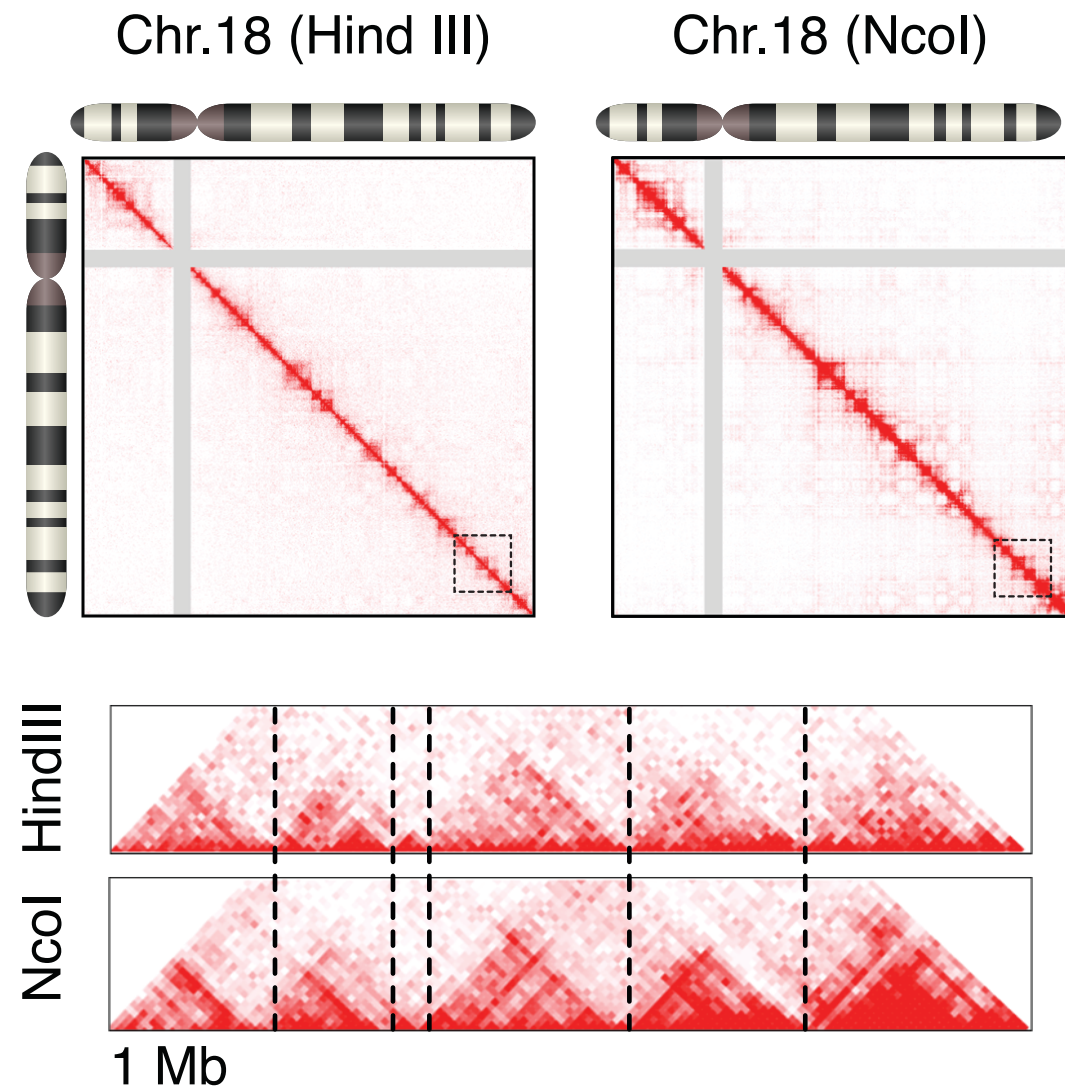 Chr.18 (Hind III)
Chr.18 (NcoI)
HindIII
NcoI
1 Mb